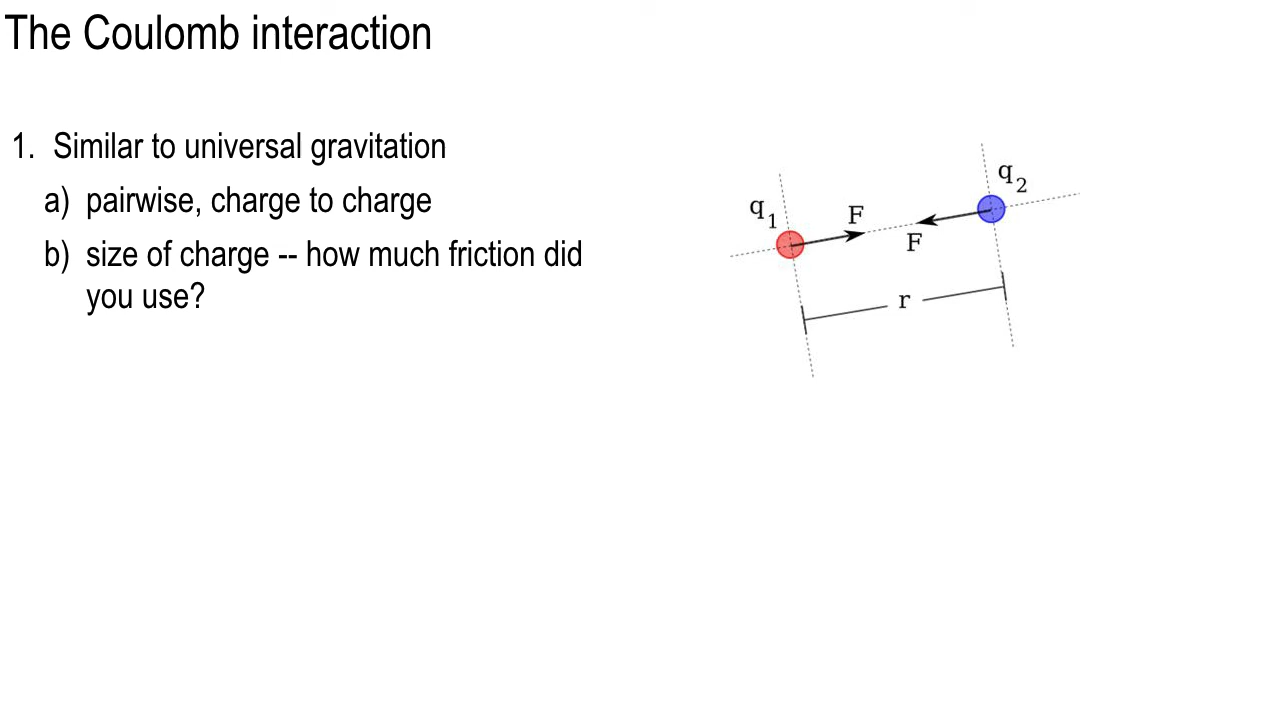 The Coulomb interaction
1. Similar to universal gravitation
a) pairwise, charge to charge
b) size of charge -- how much friction did
you use?
q₁
F
F
q₂
r